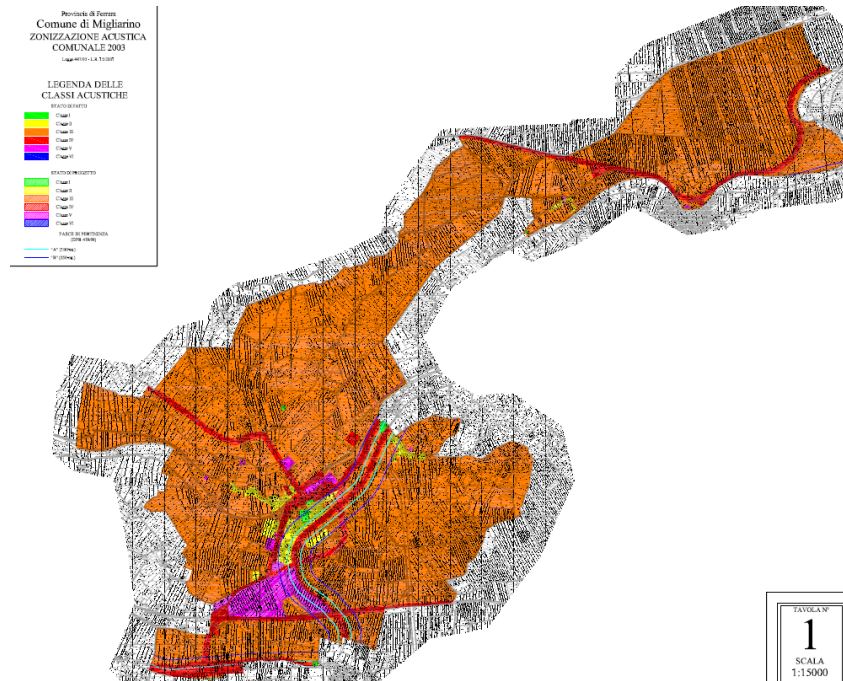 Provincia di Ferrara
Comune di Migliarino
ZONIZZAZIONE ACUSTICA
COMUNALE 2003
LEGENDA DELLE
CLASSI ACUSTICHE
STATO DI FATTO
Classe I
Classe II
Classe III
Classe IV
Classe V
Classe VI
STATO DI PROGETTO
Classe I
Classe II
Classe III
Classe IV
Classe V
Classe VI
FASCE DI PERTINENZA
TAVOLA N°
1
SCALA
1:15000